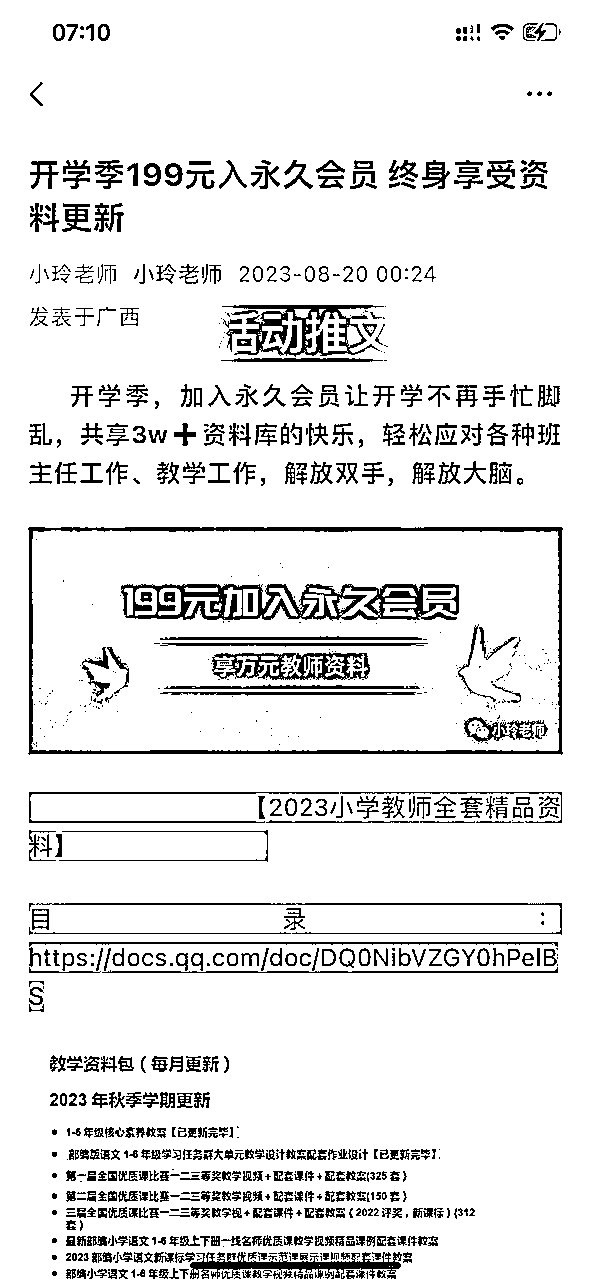 07:10
开学季199元入永久会员 终身享受资
料更新
小玲老师 小玲老师 2023-08-20 00:24
发表于广西
活动推文
开学季，加入永久会员让开学不再手忙脚
乱，共享3w➕资料库的快乐，轻松应对各种班
主任工作、教学工作，解放双手，解放大脑。
199元加入永久会员
享万元教师资料
小玲老师
【2023小学教师全套精品资
料】
目录：
https://docs.qq.com/doc/DQ0NibVZGY0hPelB
S
教学资料包（每月更新）
2023 年秋季学期更新
1-6 年级核心素养教案【已更新完毕】
部编版语文 1-6 年级学习任务群大单元教学设计教案配套作业设计【已更新完毕】
第一届全国优质课比赛一二三等奖教学视频+配套课件+配套教案(325 套)
第二届全国优质课比赛一二三等奖教学视频+配套课件+配套教案(150 套)
三届全国优质课比赛一二三等奖教学视+配套课件+配套教案（2022 评奖，新课标）(312
套)
最新部编小学语文 1-6 年级上下册一线名师优质课教学视频精品课例配套课件教案
2023 部编小学语文新课标学习任务群优质课示范课展示课视频配套课件教案
部编小学语文 1-6 年级上下册名师优质课教学视频精品课例配套课件教案